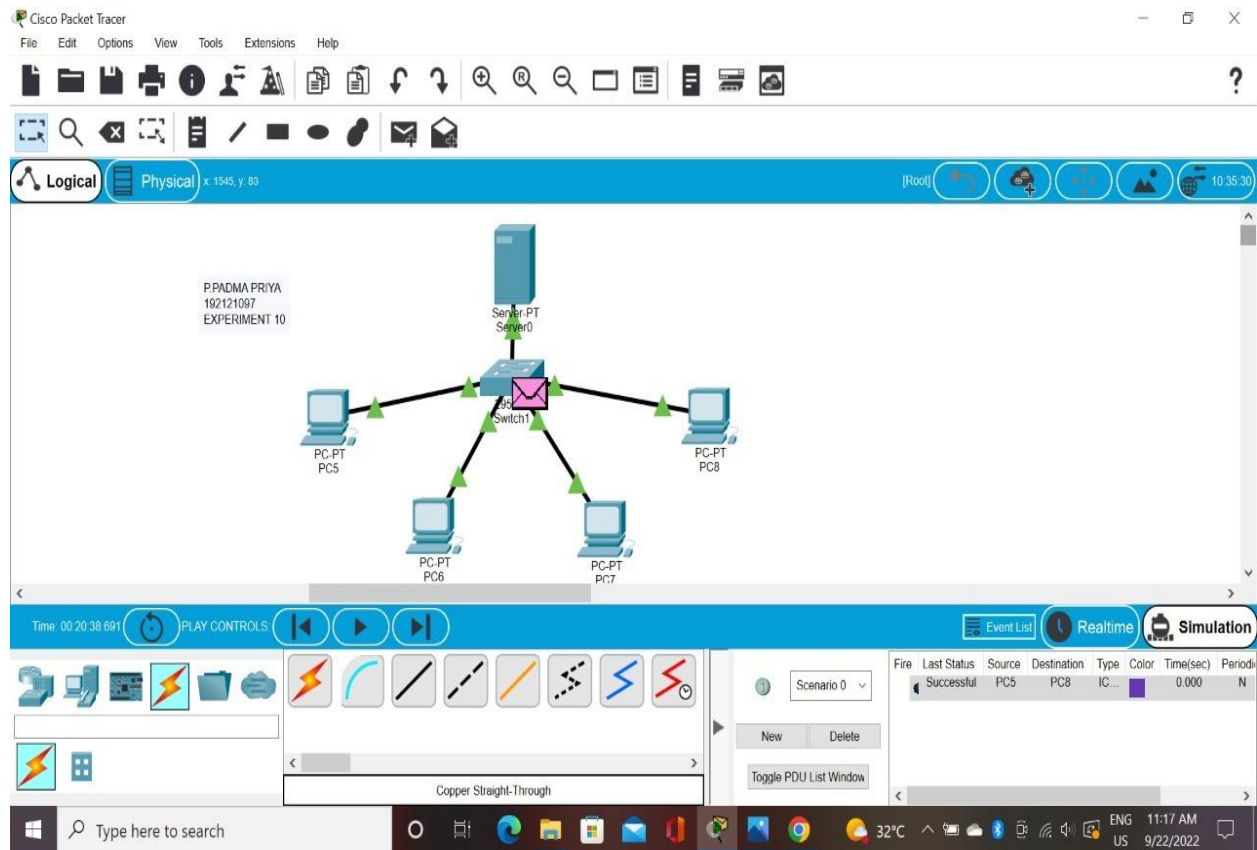 Cisco Packet Tracer
File Edit Options View Tools Extensions Help
Logical Physical x: 1545, y: 83 [Root] 10:35:30
P.PADMA PRIYA
192121097
EXPERIMENT 10
Server-PT
Server0
295
Switch1
PC-PT
PC5
PC-PT
PC8
PC-PT
PC6
PC-PT
PC7
Time: 00:20:38.691 PLAY CONTROLS: Event List Realtime Simulation
Fire Last Status Source Destination Type Color Time(sec) Periodi
Successful PC5 PC8 IC... 0.000 N
Scenario 0
New Delete
Toggle PDU List Window
Copper Straight-Through
Type here to search
32°C ENG 11:17 AM
US 9/22/2022